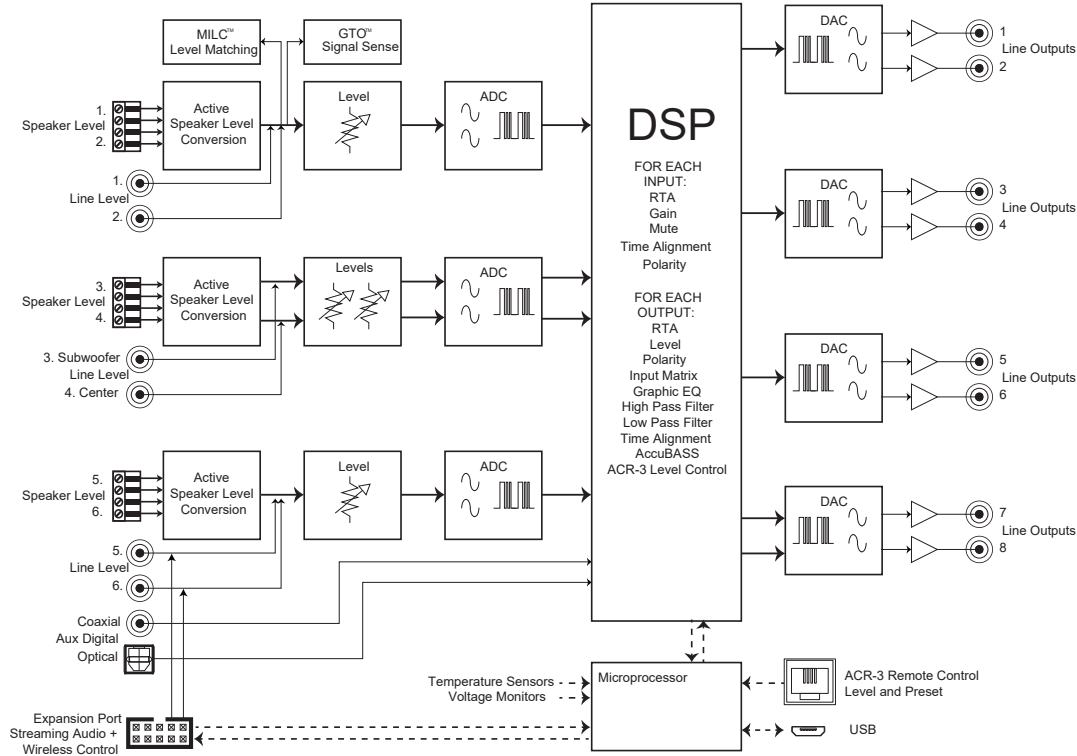 MILC™
Level Matching
GTO™
Signal Sense
1.
Speaker Level
2.
Active
Speaker Level
Conversion
Level
ADC
1.
Line Level
2.
3.
Speaker Level
4.
Active
Speaker Level
Conversion
Levels
ADC
3. Subwoofer
Line Level
4. Center
5.
Speaker Level
6.
Active
Speaker Level
Conversion
Level
ADC
5.
Line Level
6.
Coaxial
Aux Digital
Optical
Expansion Port
Streaming Audio +
Wireless Control
DSP
FOR EACH
INPUT:
RTA
Gain
Mute
Time Alignment
Polarity
FOR EACH
OUTPUT:
RTA
Level
Polarity
Input Matrix
Graphic EQ
High Pass Filter
Low Pass Filter
Time Alignment
AccuBASS
ACR-3 Level Control
Temperature Sensors
Voltage Monitors
Microprocessor
DAC
1
Line Outputs
2
DAC
3
Line Outputs
4
DAC
5
Line Outputs
6
DAC
7
Line Outputs
8
ACR-3 Remote Control
Level and Preset
USB